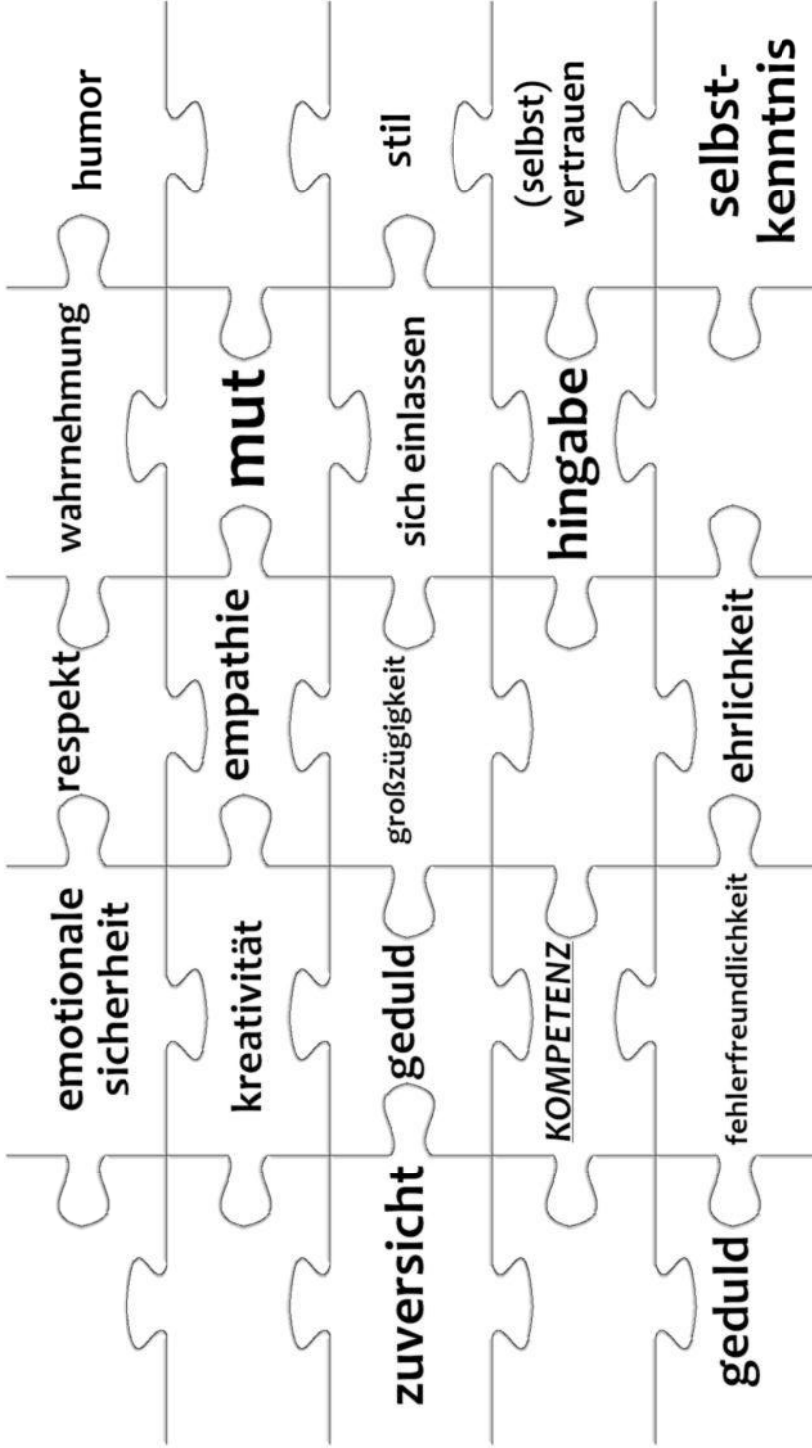 emotionale
sicherheit
respekt
wahrnehmung
humor
kreativität
empathie
mut
zuversicht
geduld
großzügigkeit
sich einlassen
stil
KOMPETENZ
hingabe
(selbst)
vertrauen
geduld
fehlerfreundlichkeit
ehrlichkeit
selbst-
kenntnis